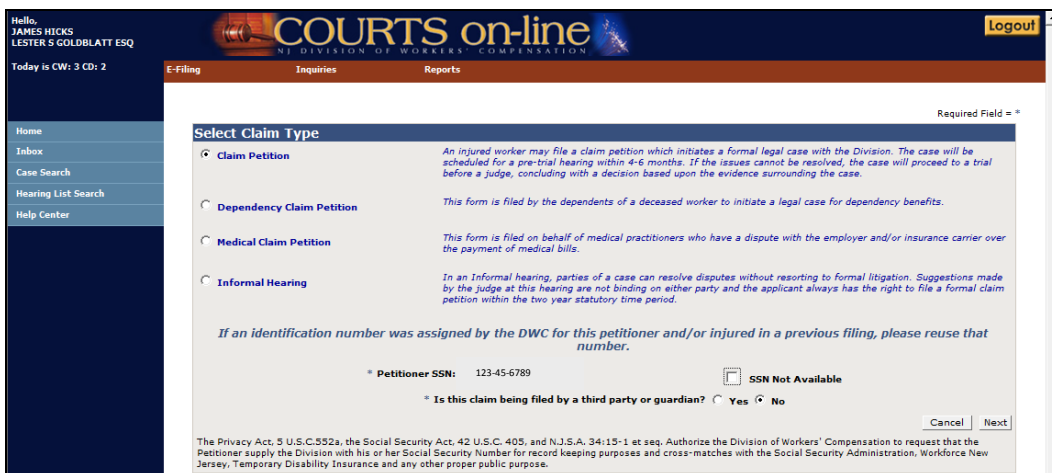 Hello,
JAMES HICKS
LESTER S GOLDBLATT ESQ
COURTS on-line
NJ DIVISION OF WORKERS' COMPENSATION
Logout
Today is CW: 3 CD: 2
E-Filing Inquiries Reports
Required Field = *
Home
Inbox
Case Search
Hearing List Search
Help Center
Select Claim Type
Claim Petition
An injured worker may file a claim petition which initiates a formal legal case with the Division. The case will be
scheduled for a pre-trial hearing within 4-6 months. If the issues cannot be resolved, the case will proceed to a trial
before a judge, concluding with a decision based upon the evidence surrounding the case.
Dependency Claim Petition
This form is filed by the dependents of a deceased worker to initiate a legal case for dependency benefits.
Medical Claim Petition
This form is filed on behalf of medical practitioners who have a dispute with the employer and/or insurance carrier over
the payment of medical bills.
Informal Hearing
In an Informal hearing, parties of a case can resolve disputes without resorting to formal litigation. Suggestions made
by the judge at this hearing are not binding on either party and the applicant always has the right to file a formal claim
petition within the two year statutory time period.
If an identification number was assigned by the DWC for this petitioner and/or injured in a previous filing, please reuse that
number.
* Petitioner SSN: 123-45-6789 SSN Not Available
* Is this claim being filed by a third party or guardian? Yes No
Cancel Next
The Privacy Act, 5 U.S.C.552a, the Social Security Act, 42 U.S.C. 405, and N.J.S.A. 34:15-1 et seq. Authorize the Division of Workers' Compensation to request that the
Petitioner supply the Division with his or her Social Security Number for record keeping purposes and cross-matches with the Social Security Administration, Workforce New
Jersey, Temporary Disability Insurance and any other proper public purpose.